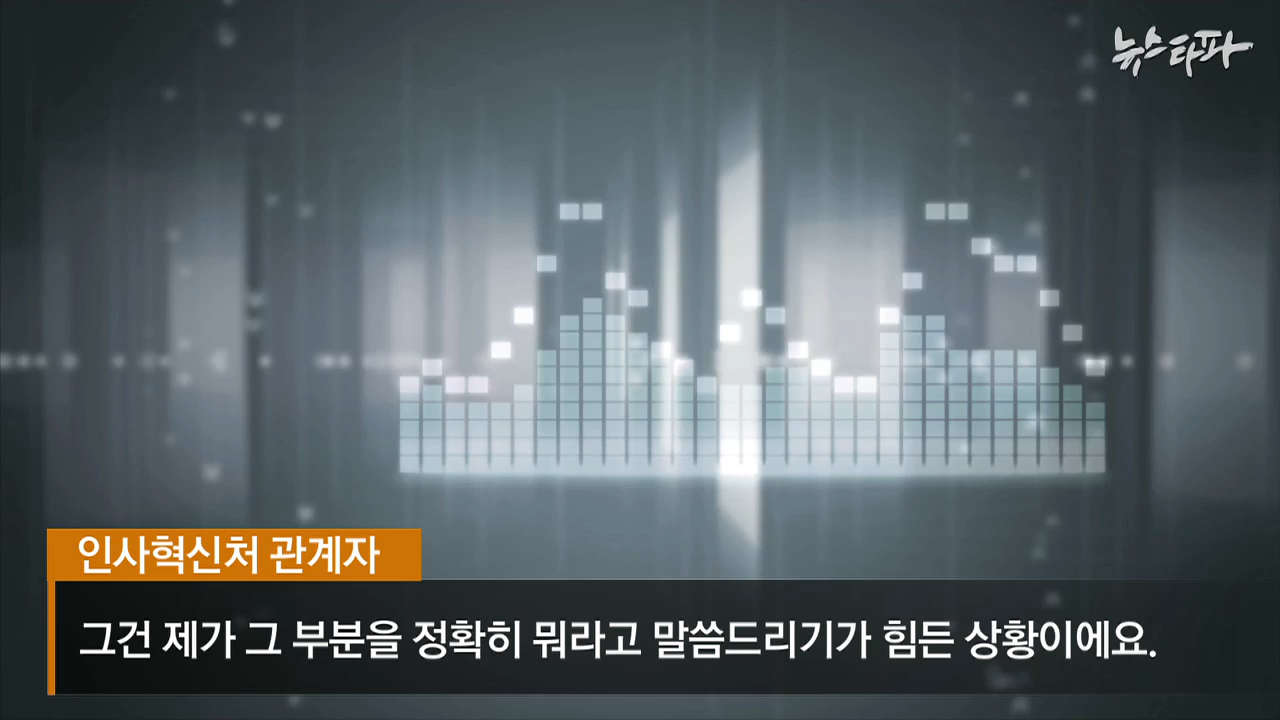 뉴스타파
인사혁신처 관계자
그건 제가 그 부분을 정확히 뭐라고 말씀드리기가 힘든 상황이에요.